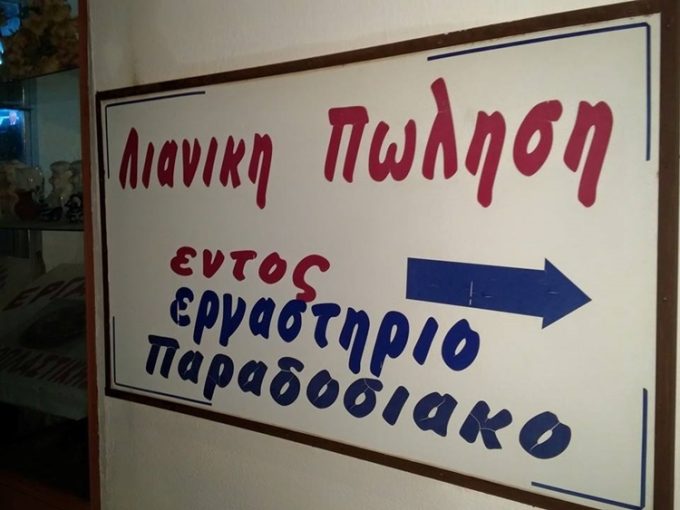 Λιανικη Πωληση
εντος
εργαστηριο
Παραδοσιακο